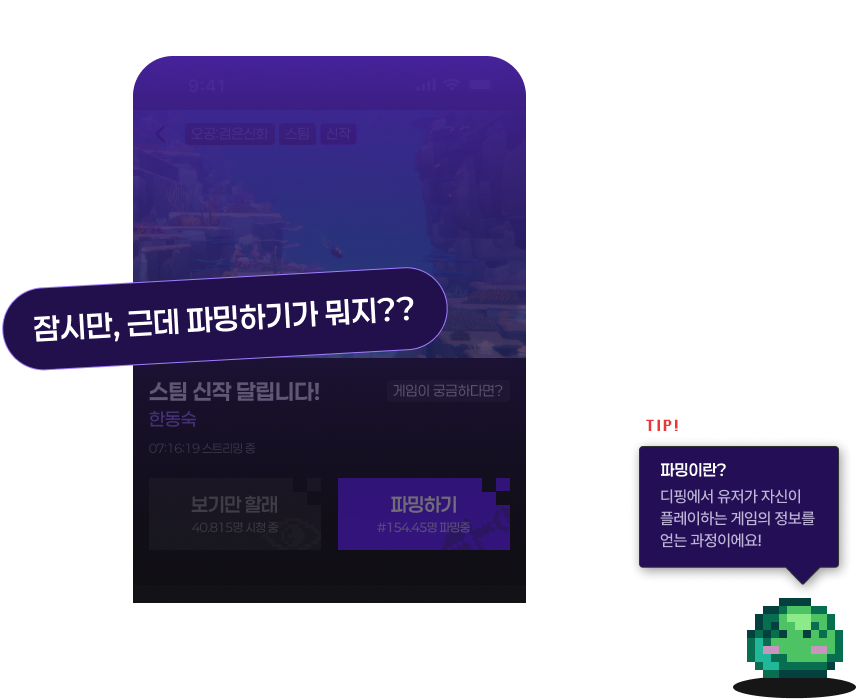 9:41
오공:검은신화 스팀 신작
잠시만, 근데 파밍하기가 뭐지??
스팀 신작 달립니다!
게임이 궁금하다면?
한동숙
07:16:19 스트리밍 중
보기만 할래
40.815명 시청 중
파밍하기
#154.45명 파밍중
TIP!
파밍이란?
디핑에서 유저가 자신이
플레이하는 게임의 정보를
얻는 과정이에요!